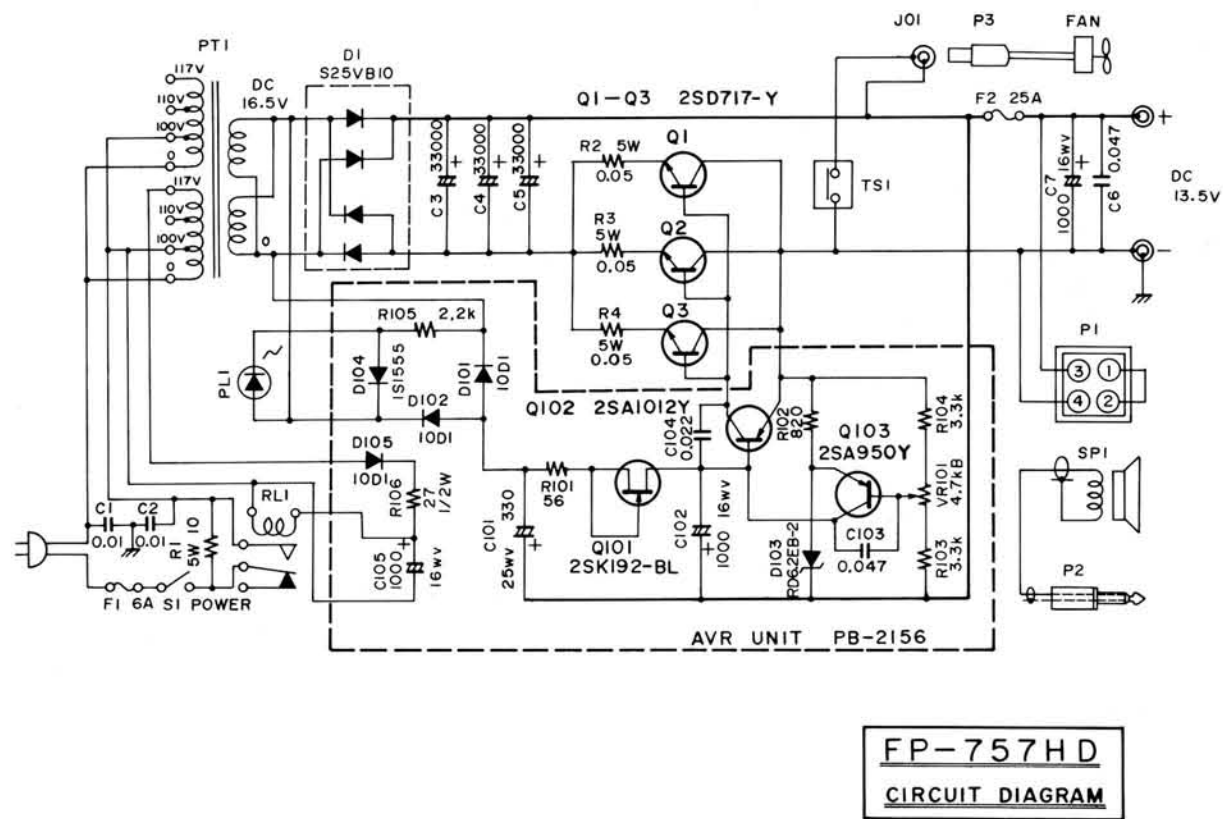 JO1
P3
FAN
PT1
117V
110V
100V
0
117V
110V
100V
0
DC
16.5V
0
D1
S25VB10
Q1-Q3 2SD717-Y
F2 25A
+
-
DC
13.5V
C3 33000
+
C4 33000
+
C5 33000
+
R2 5W
0.05
Q1
R3
5W
0.05
Q2
R4
5W
0.05
Q3
TS1
C7 16wv
1000
+
C6 0.047
P1
3
1
4
2
SP1
P2
R105 2,2k
D104
1S1555
D101
10D1
PL1
~
D102
10D1
D105
10D1
Q102 2SA1012Y
C104
0.022
R102
820
Q103
2SA950Y
R104
3.3k
VR101
4.7kB
R103
3.3k
RL1
R106
27
1/2W
C105
1000
16wv
+
C101 330
25wv
+
R101
56
Q101
2SK192-BL
C102 16wv
1000
+
D103
RD6.2EB-2
C103
0.047
C1
0.01
C2
0.01
R1
5W 10
F1 6A S1 POWER
AVR UNIT PB-2156
FP-757HD
CIRCUIT DIAGRAM